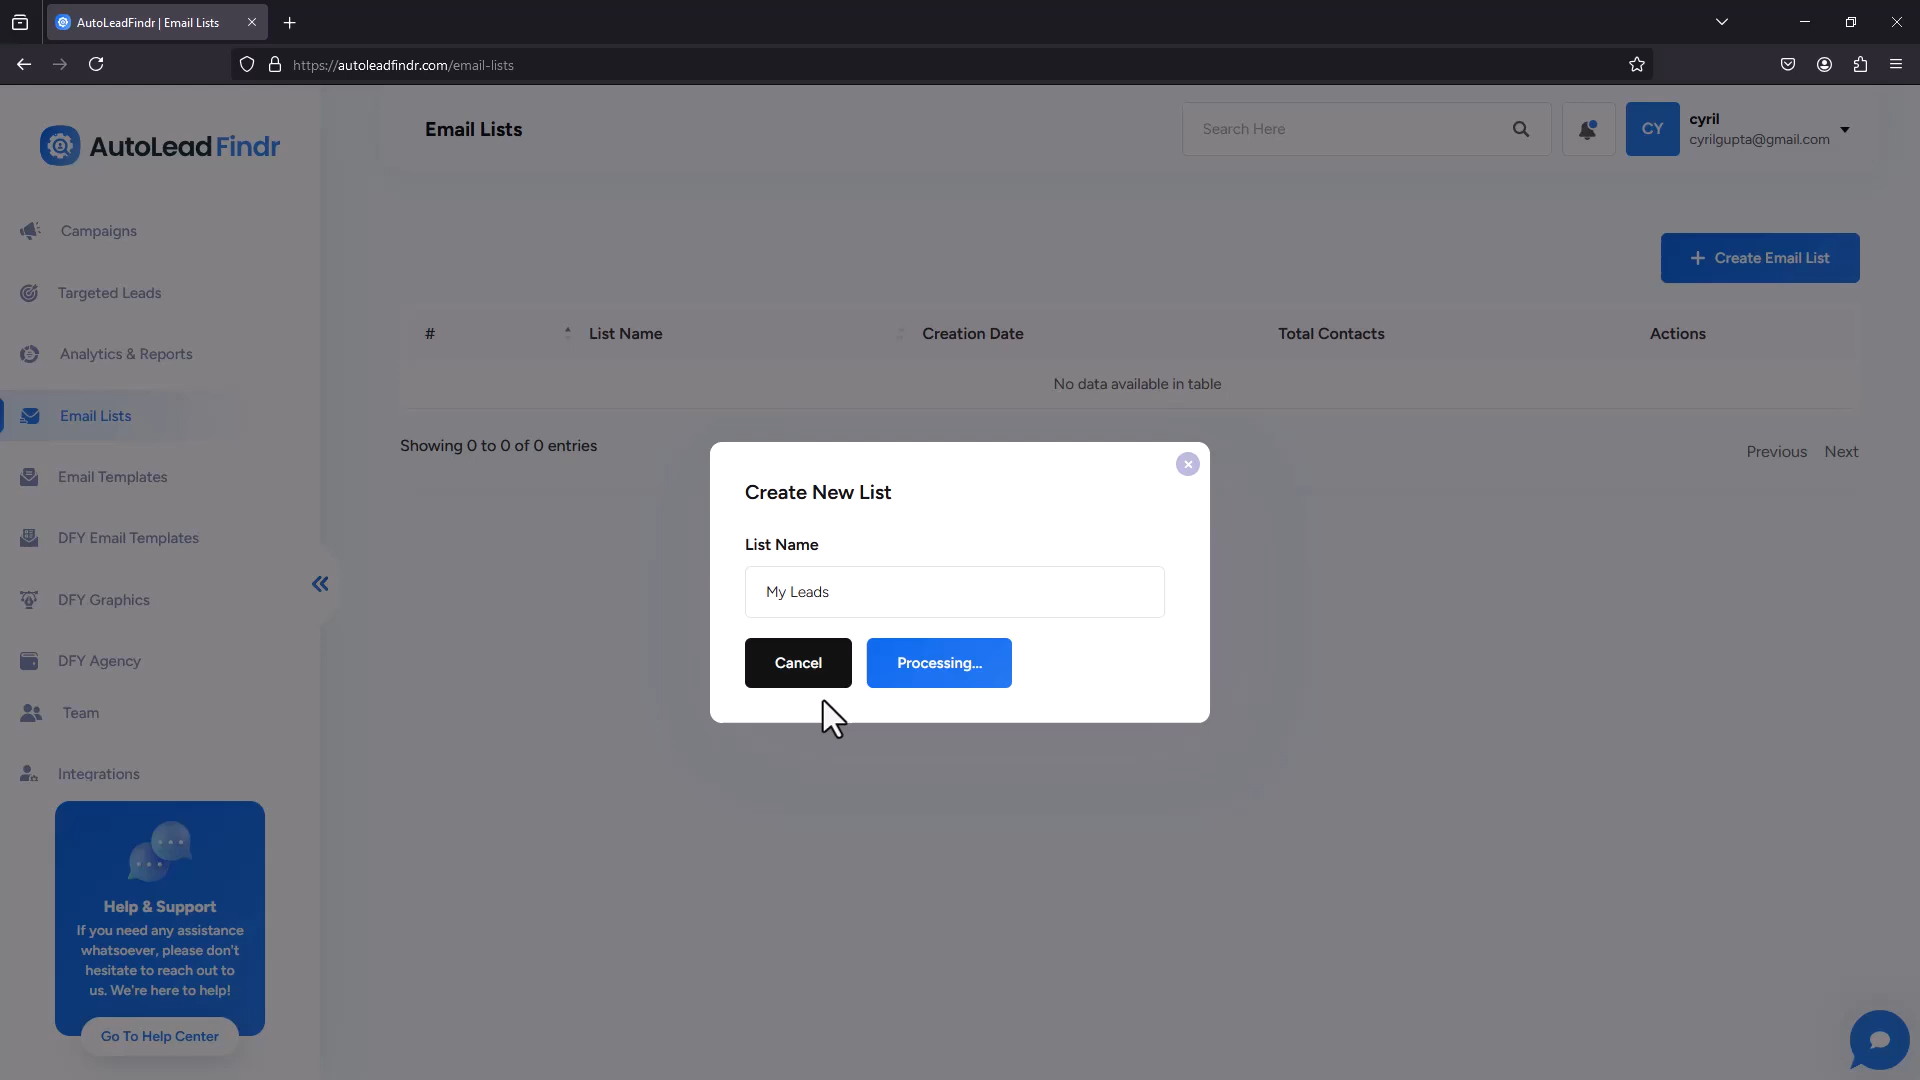 AutoLeadFindr | Email Lists
https://autoleadfindr.com/email-lists
AutoLeadFindr
Email Lists
Search Here
CY
cyril
cyrilgupta@gmail.com
Campaigns
Targeted Leads
Analytics & Reports
Email Lists
Email Templates
DFY Email Templates
DFY Graphics
DFY Agency
Team
Integrations
Help & Support
If you need any assistance
whatsoever, please don't
hesitate to reach out to
us. We're here to help!
Go To Help Center
+ Create Email List
# List Name Creation Date Total Contacts Actions
No data available in table
Showing 0 to 0 of 0 entries
Previous Next
Create New List
List Name
My Leads
Cancel Processing...